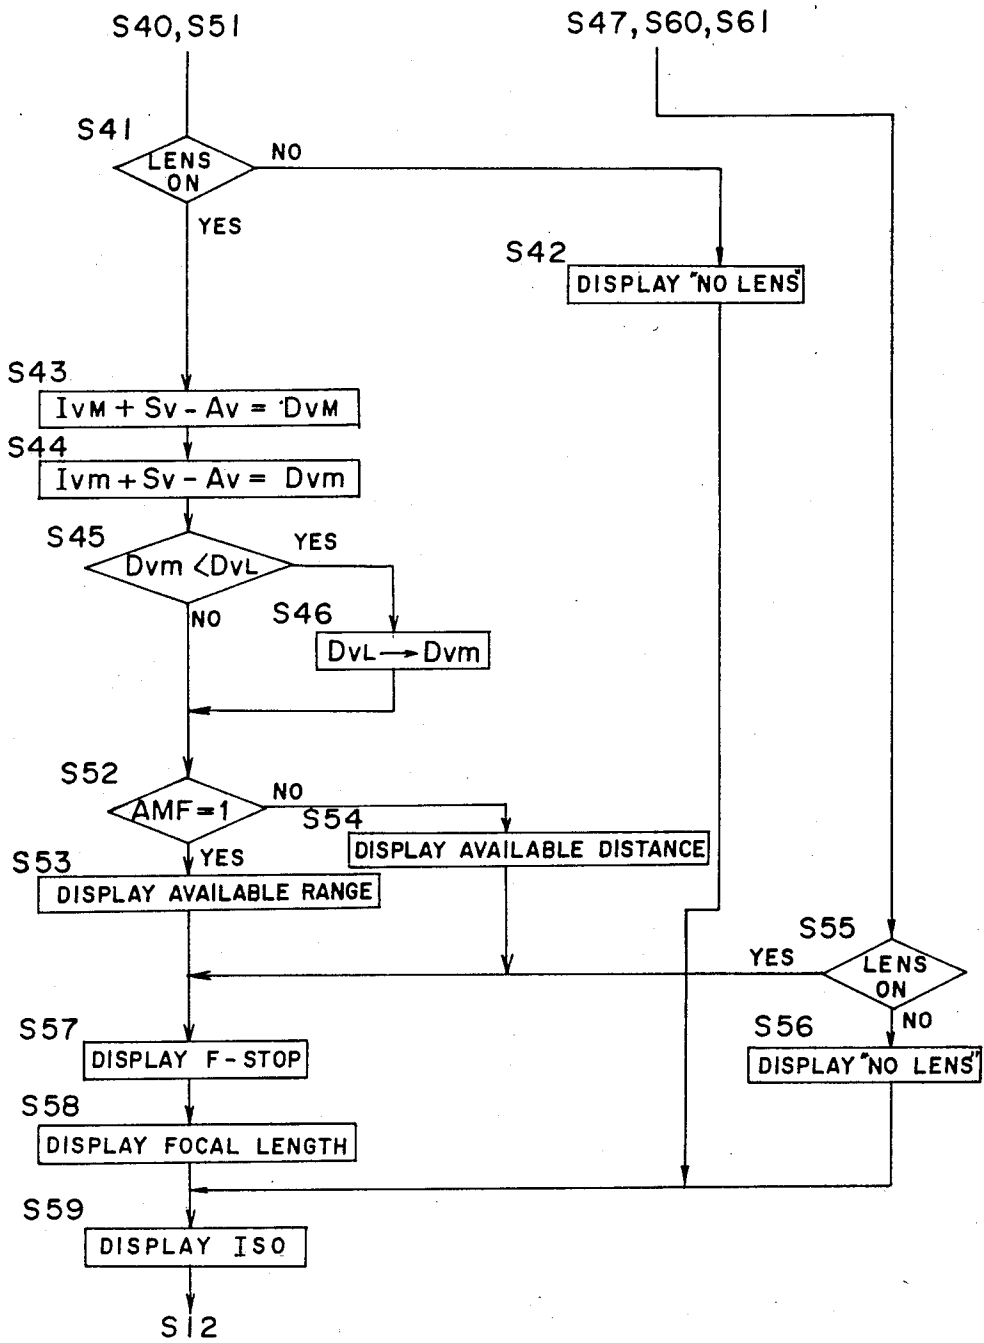 S40, S51
S47, S60, S61
S41
LENS
ON
NO
YES
S42
DISPLAY "NO LENS"
S43
IvM + Sv - Av = DvM
S44
Ivm + Sv - Av = Dvm
S45
Dvm < DvL
YES
NO
S46
DvL → Dvm
S52
AMF = 1
NO
YES
S54
DISPLAY AVAILABLE DISTANCE
S53
DISPLAY AVAILABLE RANGE
S55
LENS
ON
YES
NO
S56
DISPLAY "NO LENS"
S57
DISPLAY F-STOP
S58
DISPLAY FOCAL LENGTH
S59
DISPLAY ISO
S12